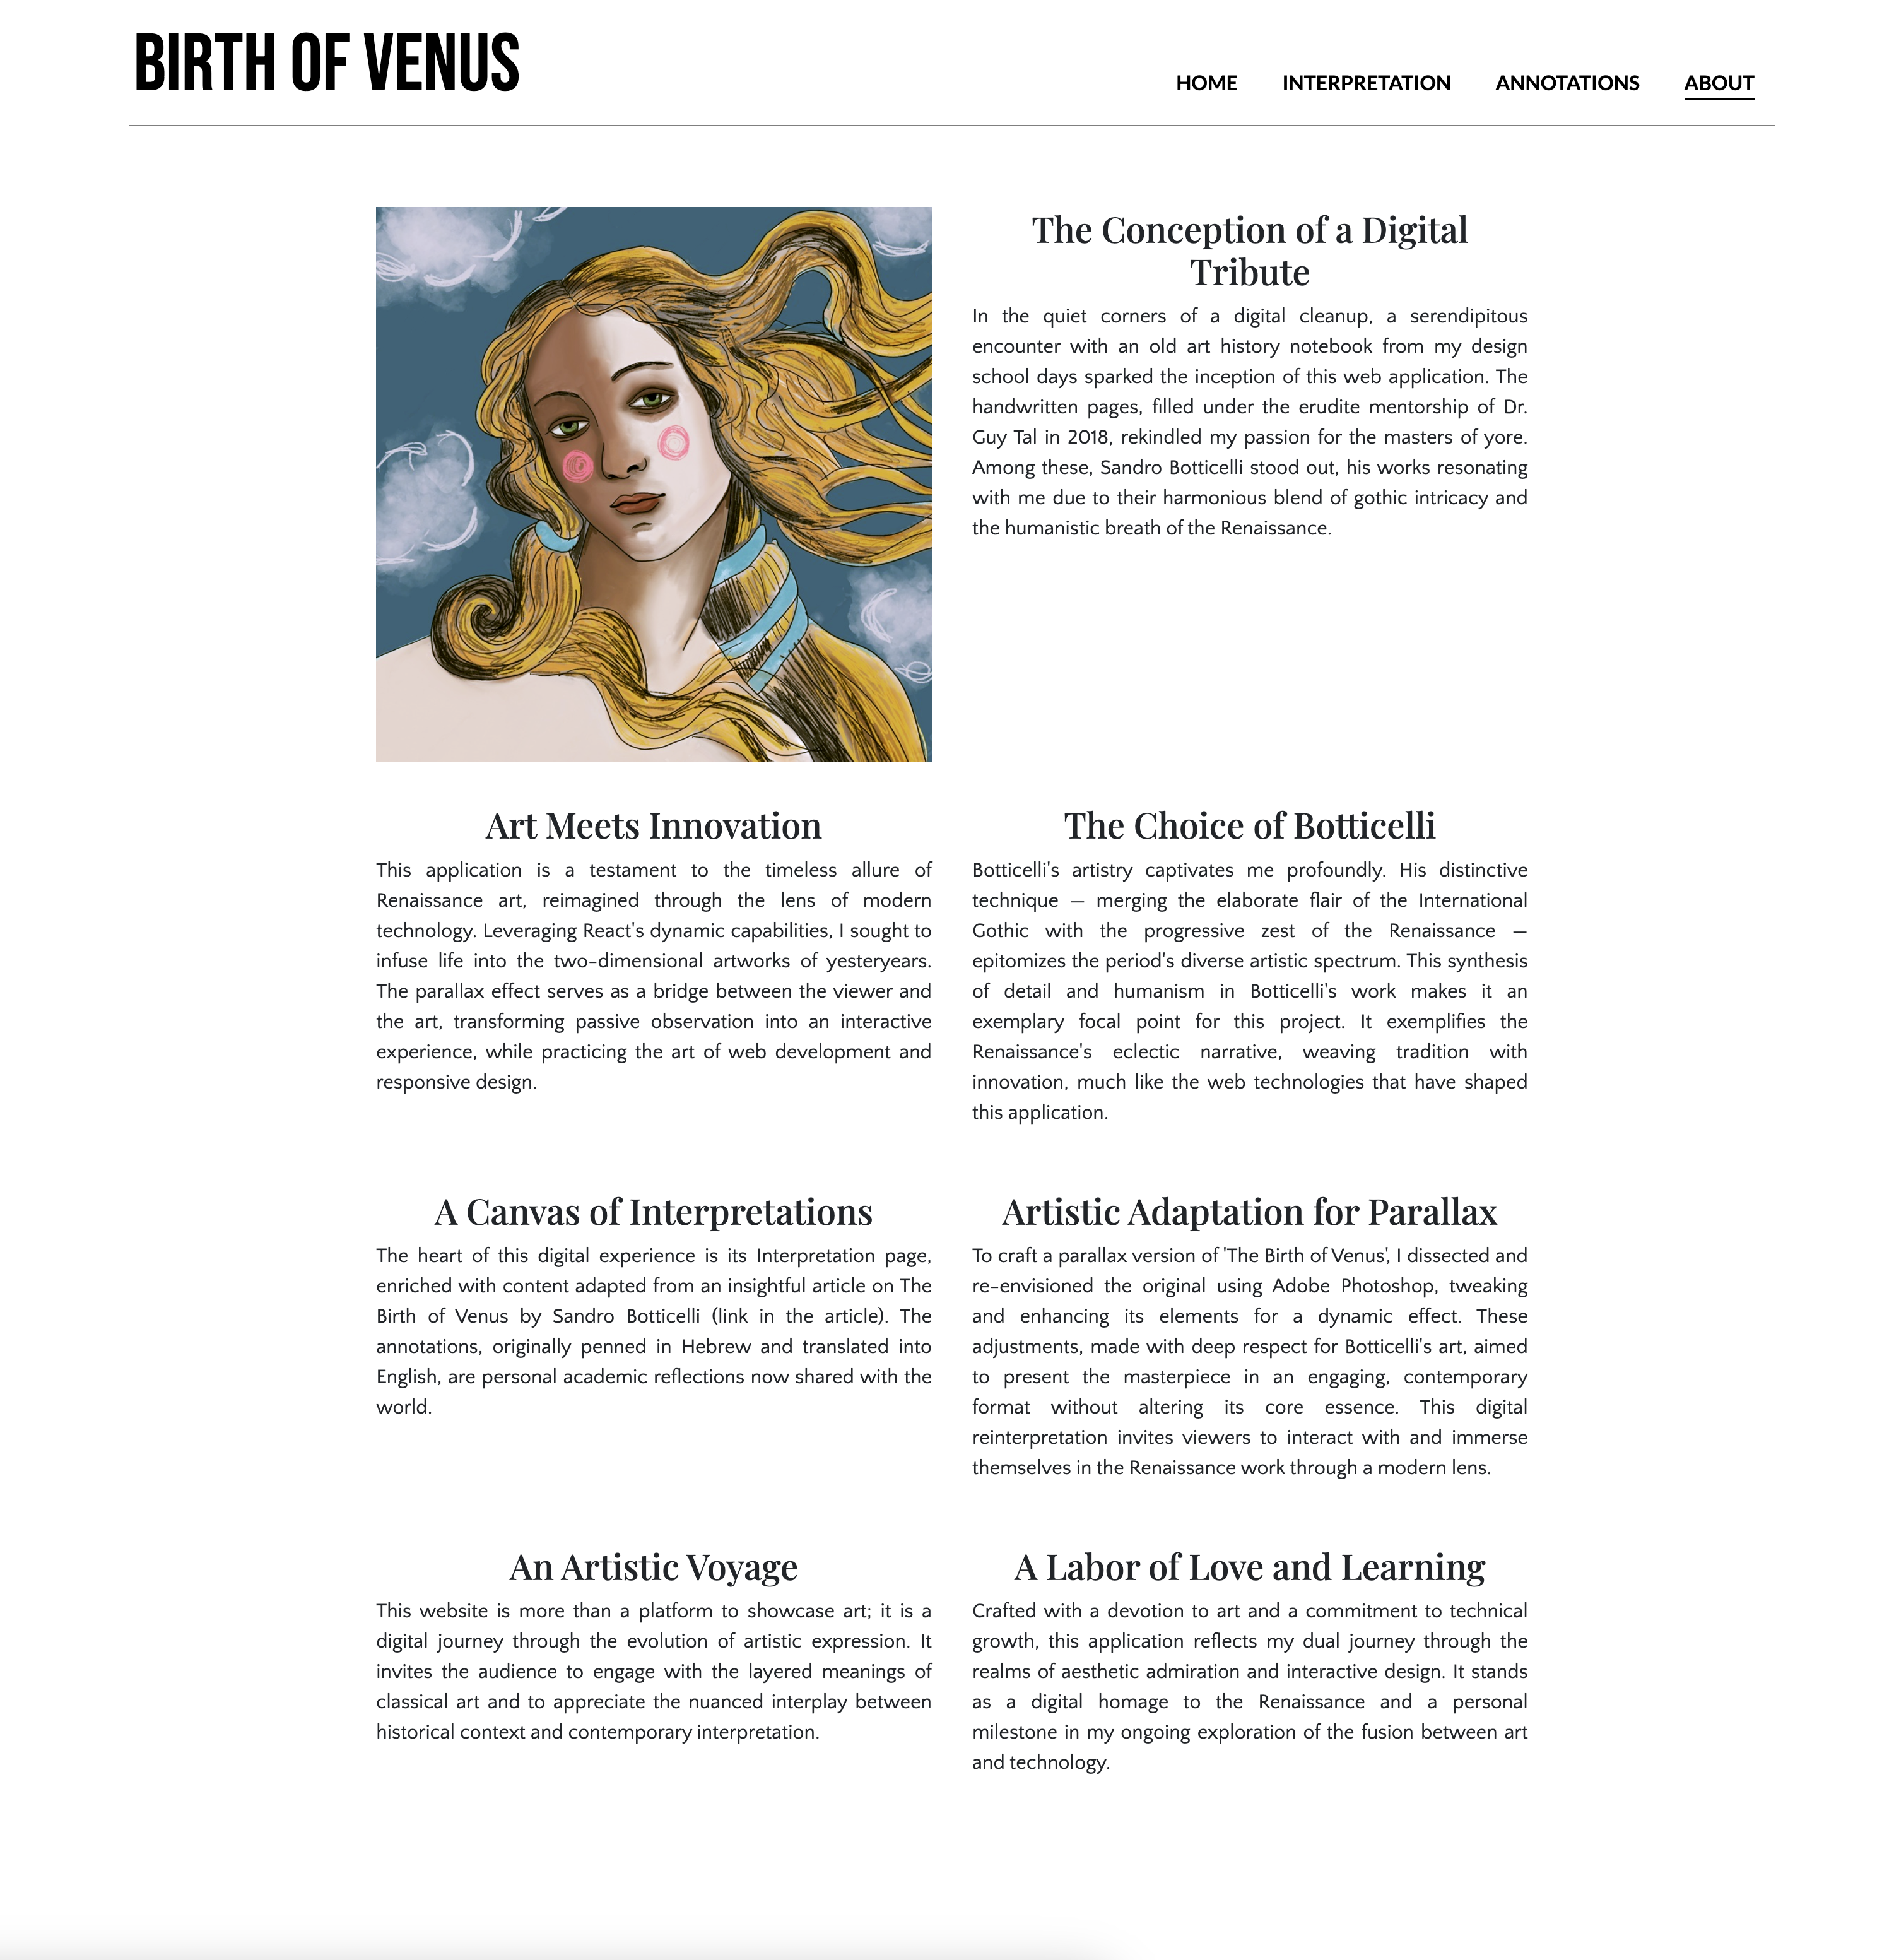 BIRTH OF VENUS
HOME INTERPRETATION ANNOTATIONS ABOUT
The Conception of a Digital
Tribute
In the quiet corners of a digital cleanup, a serendipitous
encounter with an old art history notebook from my design
school days sparked the inception of this web application. The
handwritten pages, filled under the erudite mentorship of Dr.
Guy Tal in 2018, rekindled my passion for the masters of yore.
Among these, Sandro Botticelli stood out, his works resonating
with me due to their harmonious blend of gothic intricacy and
the humanistic breath of the Renaissance.
Art Meets Innovation
This application is a testament to the timeless allure of
Renaissance art, reimagined through the lens of modern
technology. Leveraging React's dynamic capabilities, I sought to
infuse life into the two-dimensional artworks of yesteryears.
The parallax effect serves as a bridge between the viewer and
the art, transforming passive observation into an interactive
experience, while practicing the art of web development and
responsive design.
The Choice of Botticelli
Botticelli's artistry captivates me profoundly. His distinctive
technique — merging the elaborate flair of the International
Gothic with the progressive zest of the Renaissance —
epitomizes the period's diverse artistic spectrum. This synthesis
of detail and humanism in Botticelli's work makes it an
exemplary focal point for this project. It exemplifies the
Renaissance's eclectic narrative, weaving tradition with
innovation, much like the web technologies that have shaped
this application.
A Canvas of Interpretations
The heart of this digital experience is its Interpretation page,
enriched with content adapted from an insightful article on The
Birth of Venus by Sandro Botticelli (link in the article). The
annotations, originally penned in Hebrew and translated into
English, are personal academic reflections now shared with the
world.
Artistic Adaptation for Parallax
To craft a parallax version of 'The Birth of Venus', I dissected and
re-envisioned the original using Adobe Photoshop, tweaking
and enhancing its elements for a dynamic effect. These
adjustments, made with deep respect for Botticelli's art, aimed
to present the masterpiece in an engaging, contemporary
format without altering its core essence. This digital
reinterpretation invites viewers to interact with and immerse
themselves in the Renaissance work through a modern lens.
An Artistic Voyage
This website is more than a platform to showcase art; it is a
digital journey through the evolution of artistic expression. It
invites the audience to engage with the layered meanings of
classical art and to appreciate the nuanced interplay between
historical context and contemporary interpretation.
A Labor of Love and Learning
Crafted with a devotion to art and a commitment to technical
growth, this application reflects my dual journey through the
realms of aesthetic admiration and interactive design. It stands
as a digital homage to the Renaissance and a personal
milestone in my ongoing exploration of the fusion between art
and technology.